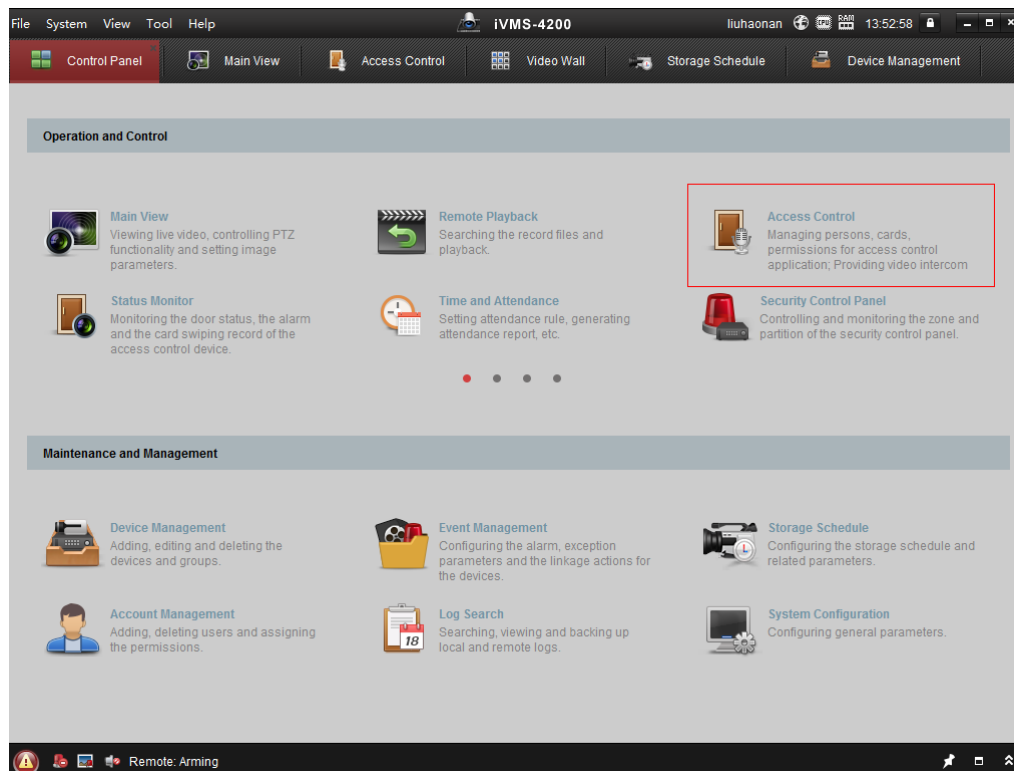 File System View Tool Help
iVMS-4200
liuhaonan
CPU
RAM
13:52:58
Control Panel
Main View
Access Control
Video Wall
Storage Schedule
Device Management
Operation and Control
Main View
Viewing live video, controlling PTZ
functionality and setting image
parameters.
Remote Playback
Searching the record files and
playback.
Access Control
Managing persons, cards,
permissions for access control
application; Providing video intercom
Status Monitor
Monitoring the door status, the alarm
and the card swiping record of the
access control device.
Time and Attendance
Setting attendance rule, generating
attendance report, etc.
Security Control Panel
Controlling and monitoring the zone and
partition of the security control panel.
Maintenance and Management
Device Management
Adding, editing and deleting the
devices and groups.
Event Management
Configuring the alarm, exception
parameters and the linkage actions for
the devices.
Storage Schedule
Configuring the storage schedule and
related parameters.
Account Management
Adding, deleting users and assigning
the permissions.
18
Log Search
Searching, viewing and backing up
local and remote logs.
System Configuration
Configuring general parameters.
Remote: Arming